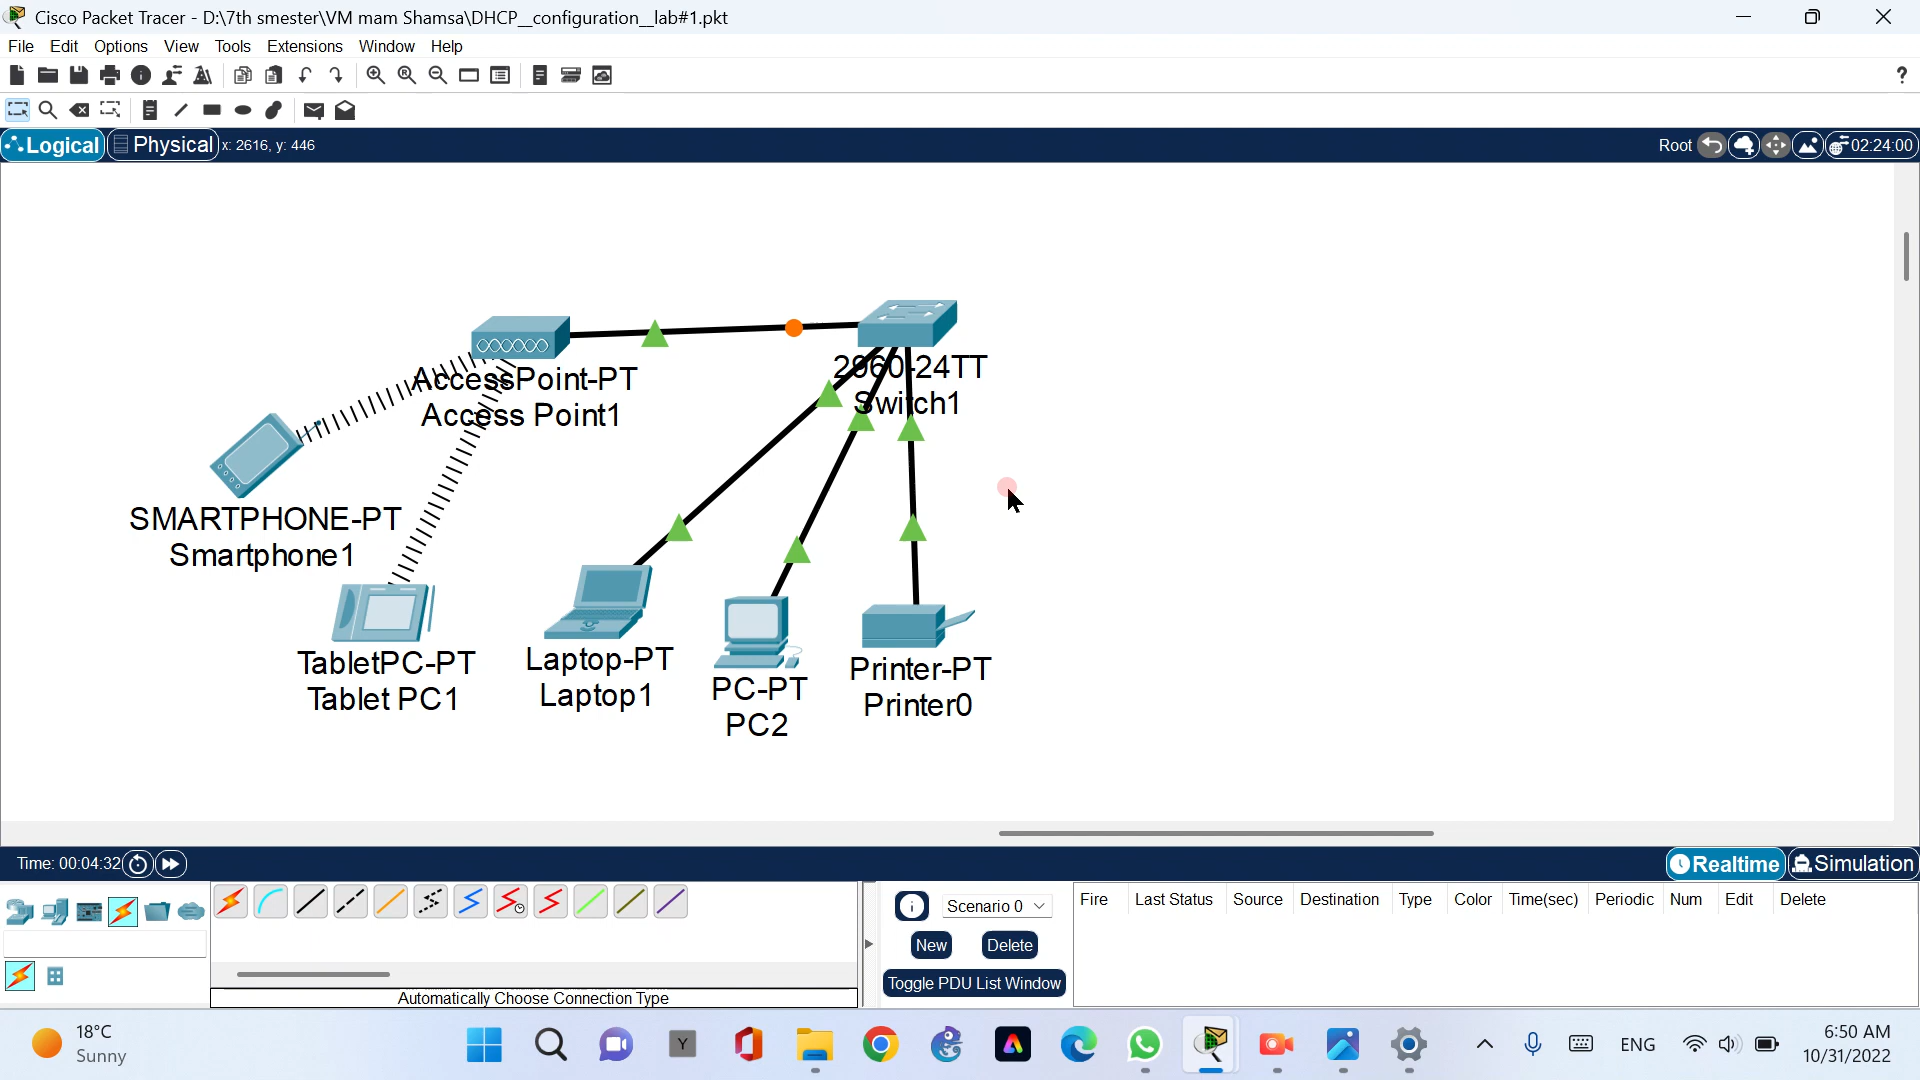 Cisco Packet Tracer - D:\7th smester\VM mam Shamsa\DHCP__configuration__lab#1.pkt
File Edit Options View Tools Extensions Window Help
?
Logical Physical x: 2616, y: 446 Root 02:24:00
AccessPoint-PT
Access Point1
2960-24TT
Switch1
SMARTPHONE-PT
Smartphone1
TabletPC-PT
Tablet PC1
Laptop-PT
Laptop1
PC-PT
PC2
Printer-PT
Printer0
Time: 00:04:32 Realtime Simulation
Scenario 0
New Delete
Toggle PDU List Window
Fire Last Status Source Destination Type Color Time(sec) Periodic Num Edit Delete
Automatically Choose Connection Type
18°C
Sunny
Y
ENG
6:50 AM
10/31/2022